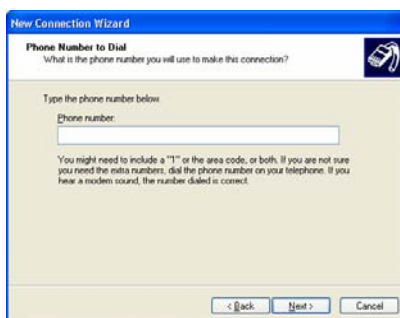 New Connection Wizard
Phone Number to Dial
What is the phone number you will use to make this connection?
Type the phone number below.
Phone number:
You might need to include a "1" or the area code, or both. If you are not sure
you need the extra numbers, dial the phone number on your telephone. If you
hear a modem sound, the number dialed is correct.
< Back
Next >
Cancel